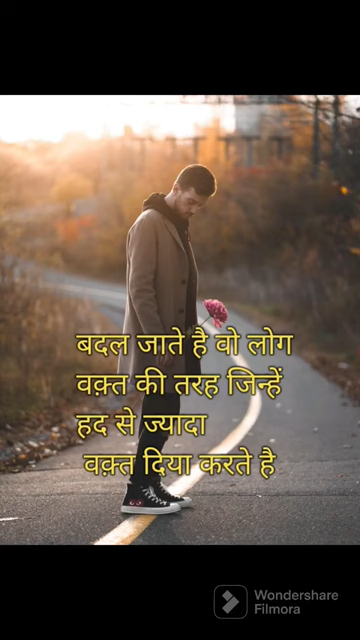 बदल जाते है वो लोग
वक़्त की तरह जिन्हें
हद से ज्यादा
वक़्त दिया करते है
Wondershare
Filmora